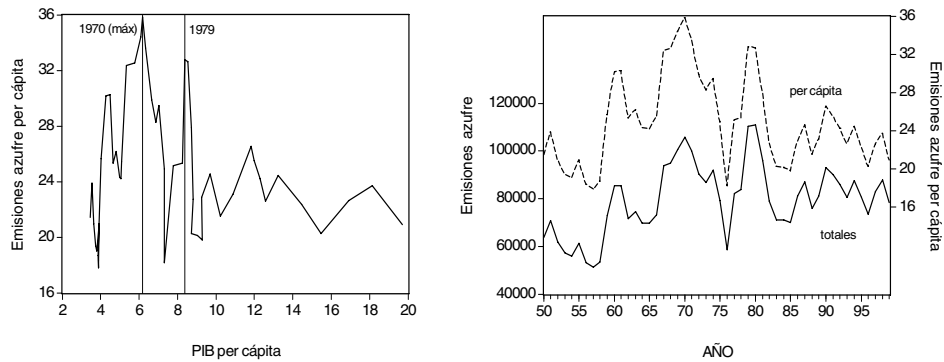 36
32
28
24
20
16
Emisiones azufre per cápita
1970 (máx)
1979
2 4 6 8 10 12 14 16 18 20
PIB per cápita
120000
100000
80000
60000
40000
Emisiones azufre
per cápita
totales
36
32
28
24
20
16
Emisiones azufre per cápita
50 55 60 65 70 75 80 85 90 95
AÑO